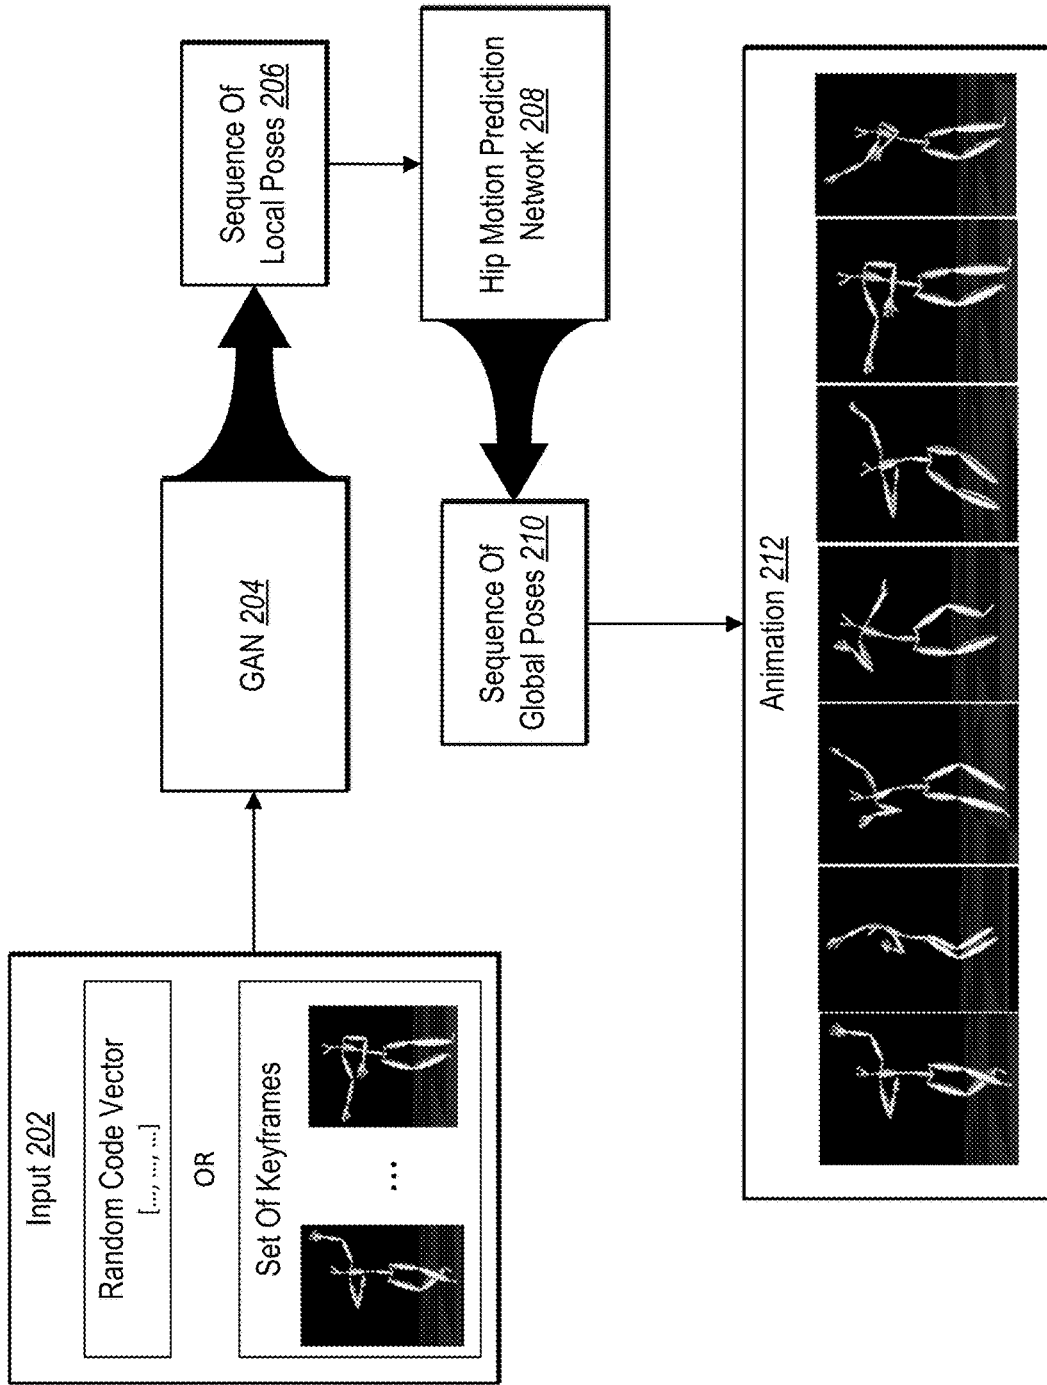 Input 202
Random Code Vector
[..., ..., ...]
OR
Set Of Keyframes
...
GAN 204
Sequence Of
Local Poses 206
Hip Motion Prediction
Network 208
Sequence Of
Global Poses 210
Animation 212